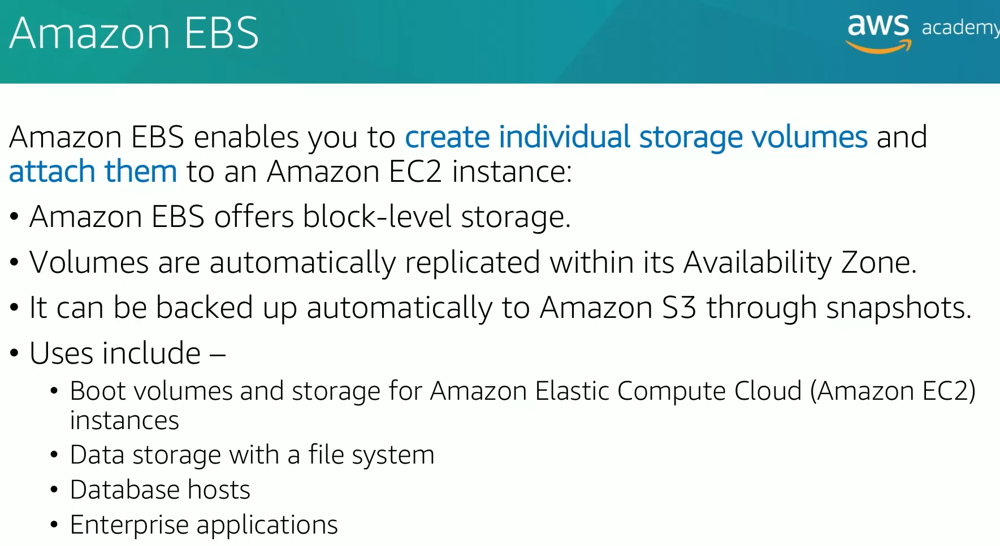 Amazon EBS
aws academy
Amazon EBS enables you to create individual storage volumes and
attach them to an Amazon EC2 instance:
• Amazon EBS offers block-level storage.
• Volumes are automatically replicated within its Availability Zone.
• It can be backed up automatically to Amazon S3 through snapshots.
• Uses include –
• Boot volumes and storage for Amazon Elastic Compute Cloud (Amazon EC2)
instances
• Data storage with a file system
• Database hosts
• Enterprise applications